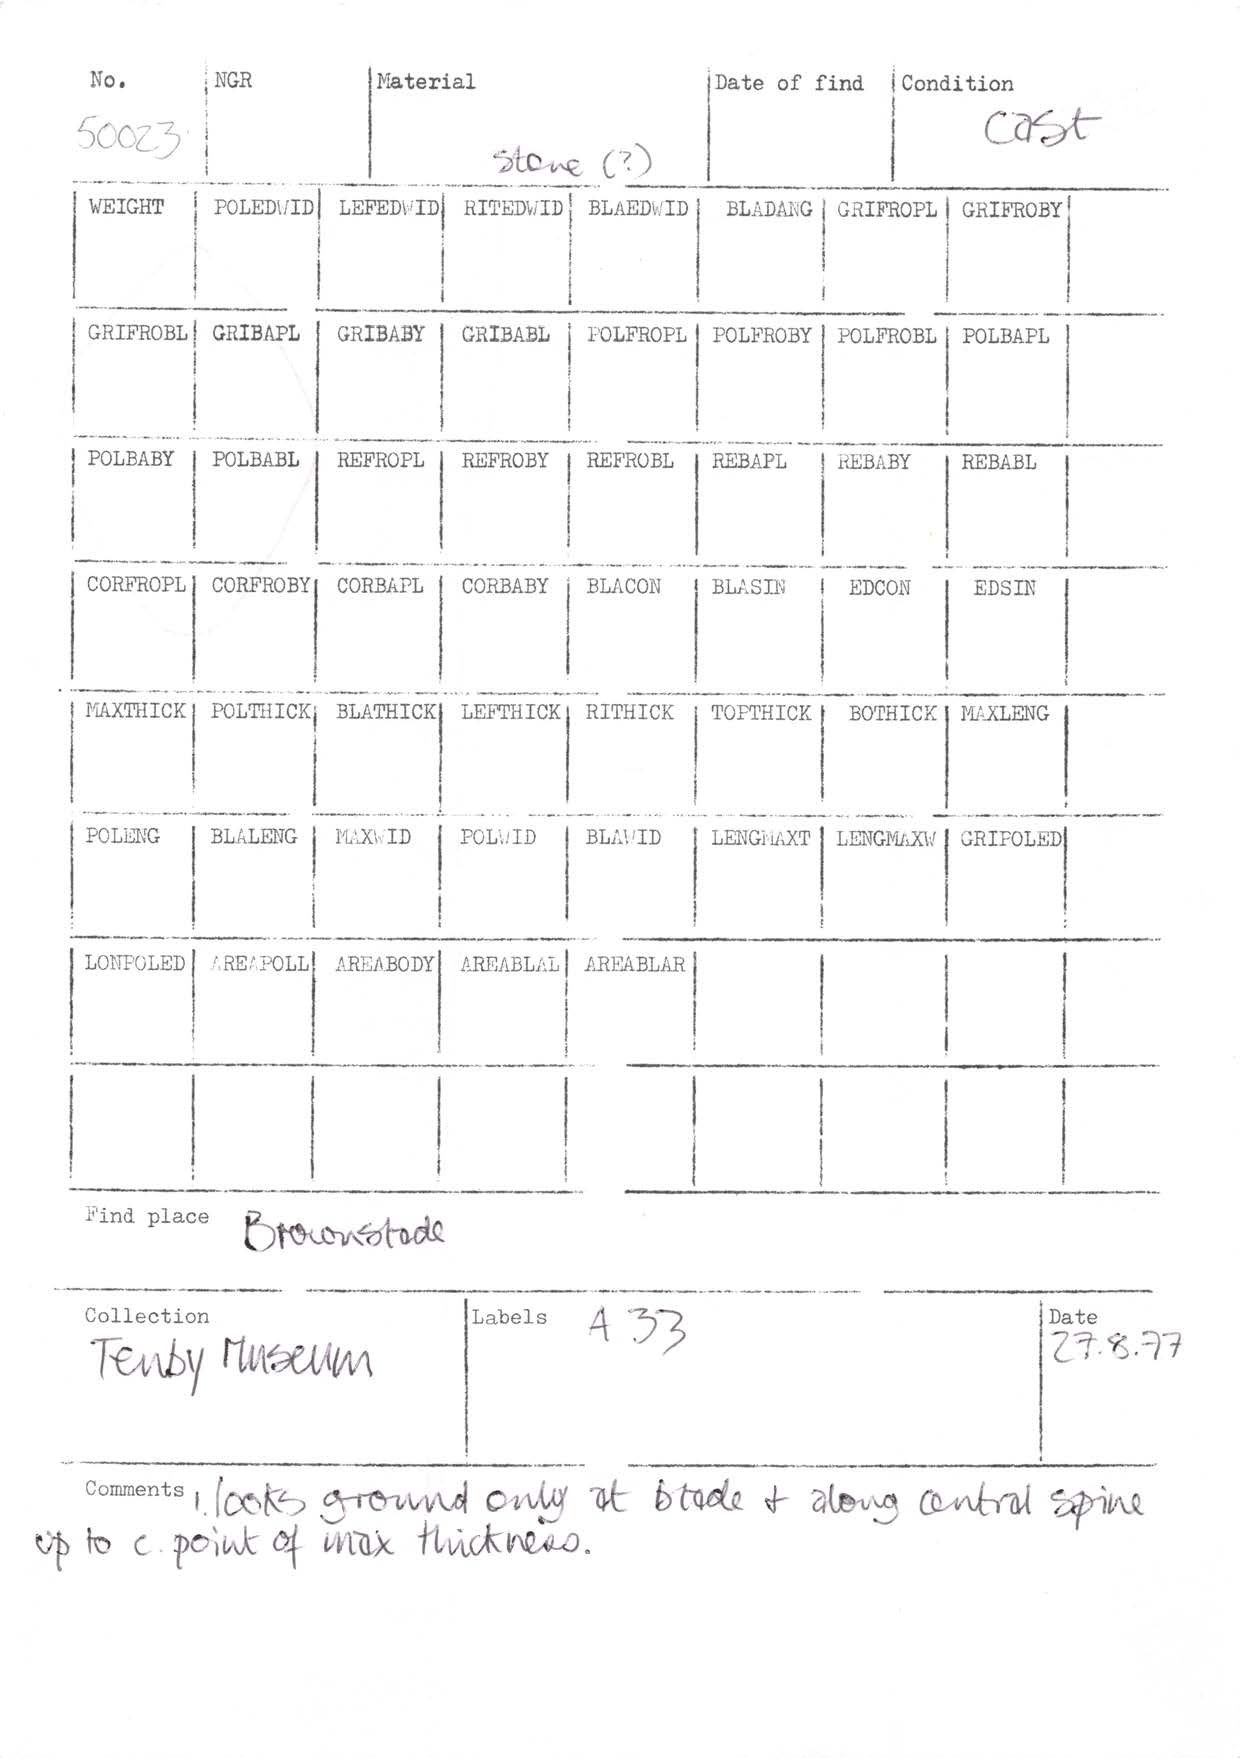 No. NGR Material Date of find Condition
50023 stone (?) cast
WEIGHT POLEDWID LEFEDWID RITEDWID BLAEDWID BLADANG GRIFROPL GRIFROBY
GRIFROBL GRIBAPL GRIBABY GRIBABL POLFROPL POLFROBY POLFROBL POLBAPL
POLBABY POLBABL REFROPL REFROBY REFROBL REBAPL REBABY REBABL
CORFROPL CORFROBY CORBAPL CORBABY BLACON BLASIN EDCON EDSIN
MAXTHICK POLTHICK BLATHICK LEFTHICK RITHICK TOPTHICK BOTHICK MAXLENG
POLENG BLALENG MAXWID POLWID BLAWID LENGMAXT LENGMAXW GRIPOLED
LONPOLED AREAPOLL AREABODY AREABLAL AREABLAR
Find place Brownslade
Collection Labels A 33 Date
Tenby Museum 27.8.77
Comments 1. looks ground only at blade + along central spine
up to c. point of max thickness.